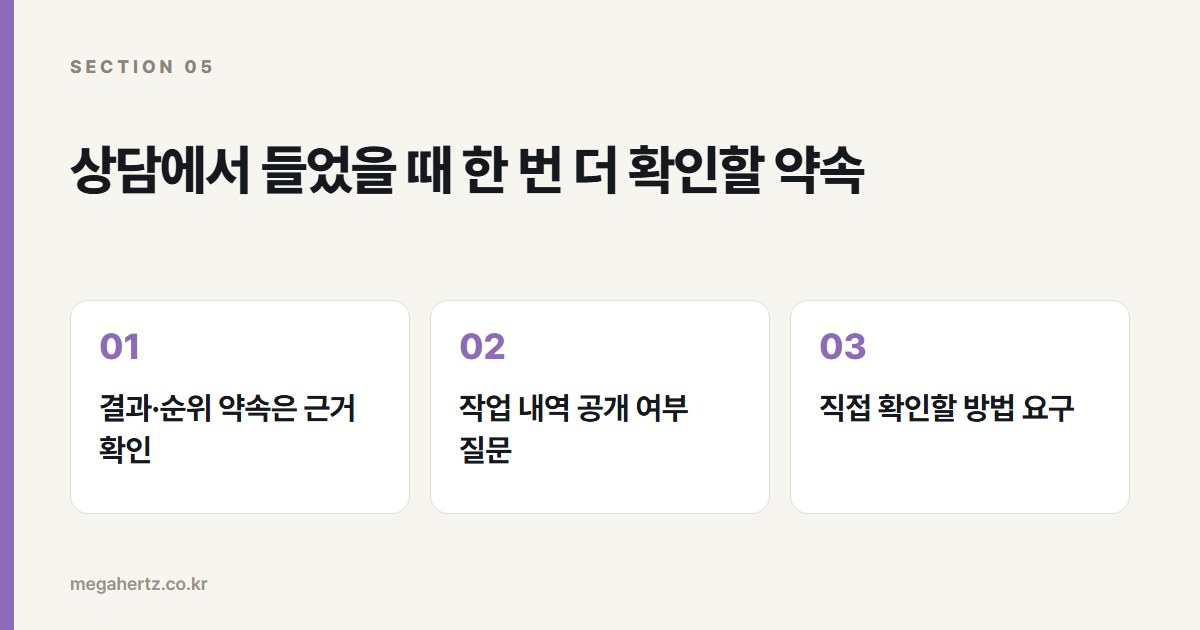 SECTION 05
상담에서 들었을 때 한 번 더 확인할 약속
01
결과·순위 약속은 근거
확인
02
작업 내역 공개 여부
질문
03
직접 확인할 방법 요구
megahertz.co.kr